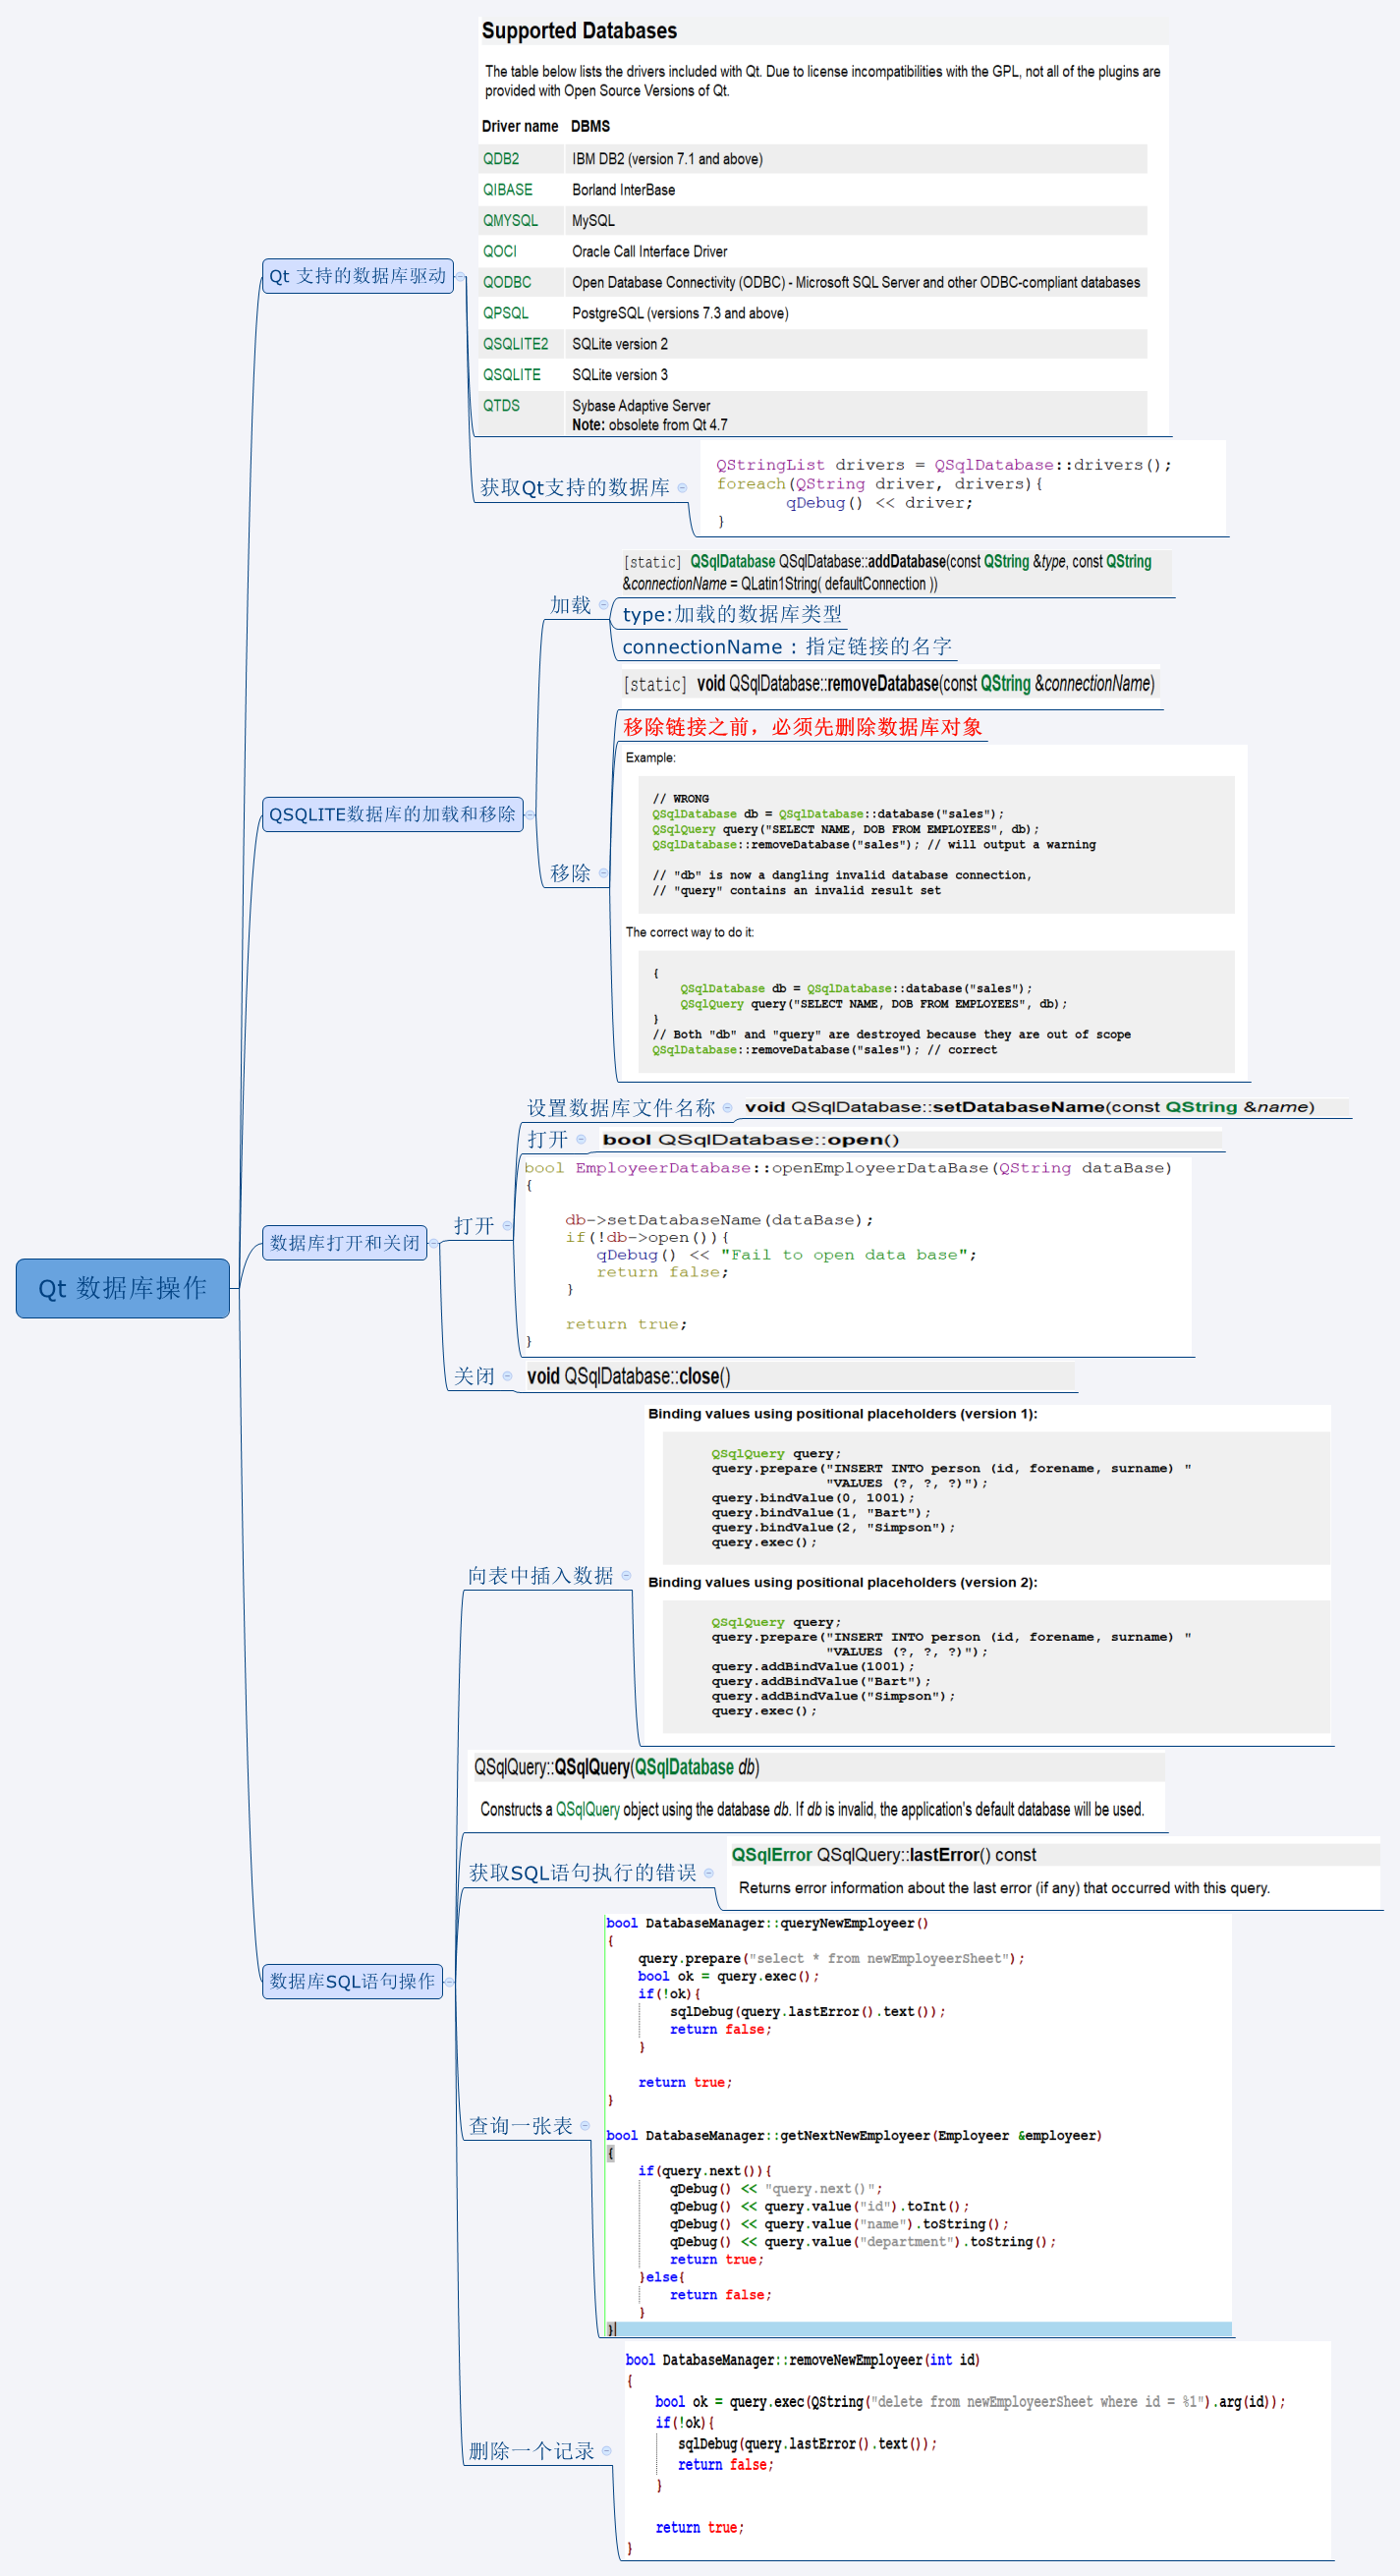 Supported Databases
The table below lists the drivers included with Qt. Due to license incompatibilities with the GPL, not all of the plugins are
provided with Open Source Versions of Qt.
Driver name DBMS
QDB2 IBM DB2 (version 7.1 and above)
QIBASE Borland InterBase
QMYSQL MySQL
QOCI Oracle Call Interface Driver
Qt 支持的数据库驱动
QODBC Open Database Connectivity (ODBC) - Microsoft SQL Server and other ODBC-compliant databases
QPSQL PostgreSQL (versions 7.3 and above)
QSQLITE2 SQLite version 2
QSQLITE SQLite version 3
QTDS Sybase Adaptive Server
Note: obsolete from Qt 4.7
获取Qt支持的数据库
QStringList drivers = QSqlDatabase::drivers();
foreach(QString driver, drivers){
qDebug() << driver;
}
QSQLITE数据库的加载和移除
加载
[static] QSqlDatabase QSqlDatabase::addDatabase(const QString &type, const QString
&connectionName = QLatin1String( defaultConnection ))
type:加载的数据库类型
connectionName : 指定链接的名字
移除
[static] void QSqlDatabase::removeDatabase(const QString &connectionName)
移除链接之前，必须先删除数据库对象
Example:
// WRONG
QSqlDatabase db = QSqlDatabase::database("sales");
QSqlQuery query("SELECT NAME, DOB FROM EMPLOYEES", db);
QSqlDatabase::removeDatabase("sales"); // will output a warning
// "db" is now a dangling invalid database connection,
// "query" contains an invalid result set
The correct way to do it:
{
QSqlDatabase db = QSqlDatabase::database("sales");
QSqlQuery query("SELECT NAME, DOB FROM EMPLOYEES", db);
}
// Both "db" and "query" are destroyed because they are out of scope
QSqlDatabase::removeDatabase("sales"); // correct
Qt 数据库操作
数据库打开和关闭
打开
设置数据库文件名称
void QSqlDatabase::setDatabaseName(const QString &name)
打开
bool QSqlDatabase::open()
bool EmployeerDatabase::openEmployeerDataBase(QString dataBase)
{
db->setDatabaseName(dataBase);
if(!db->open()){
qDebug() << "Fail to open data base";
return false;
}
return true;
}
关闭
void QSqlDatabase::close()
数据库SQL语句操作
向表中插入数据
Binding values using positional placeholders (version 1):
QSqlQuery query;
query.prepare("INSERT INTO person (id, forename, surname) "
"VALUES (?, ?, ?)");
query.bindValue(0, 1001);
query.bindValue(1, "Bart");
query.bindValue(2, "Simpson");
query.exec();
Binding values using positional placeholders (version 2):
QSqlQuery query;
query.prepare("INSERT INTO person (id, forename, surname) "
"VALUES (?, ?, ?)");
query.addBindValue(1001);
query.addBindValue("Bart");
query.addBindValue("Simpson");
query.exec();
QSqlQuery::QSqlQuery(QSqlDatabase db)
Constructs a QSqlQuery object using the database db. If db is invalid, the application's default database will be used.
获取SQL语句执行的错误
QSqlError QSqlQuery::lastError() const
Returns error information about the last error (if any) that occurred with this query.
查询一张表
bool DatabaseManager::queryNewEmployeer()
{
query.prepare("select * from newEmployeerSheet");
bool ok = query.exec();
if(!ok){
sqlDebug(query.lastError().text());
return false;
}
return true;
}
bool DatabaseManager::getNextNewEmployeer(Employeer &employeer)
{
if(query.next()){
qDebug() << "query.next()";
qDebug() << query.value("id").toInt();
qDebug() << query.value("name").toString();
qDebug() << query.value("department").toString();
return true;
}else{
return false;
}
}
删除一个记录
bool DatabaseManager::removeNewEmployeer(int id)
{
bool ok = query.exec(QString("delete from newEmployeerSheet where id = %1").arg(id));
if(!ok){
sqlDebug(query.lastError().text());
return false;
}
return true;
}